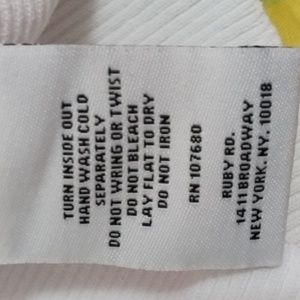 TURN INSIDE OUT
HAND WASH COLD
SEPARATELY
DO NOT WRING OR TWIST
DO NOT BLEACH
LAY FLAT TO DRY
DO NOT IRON
RN 107680
RUBY RD.
1411 BROADWAY
NEW YORK, NY. 10018